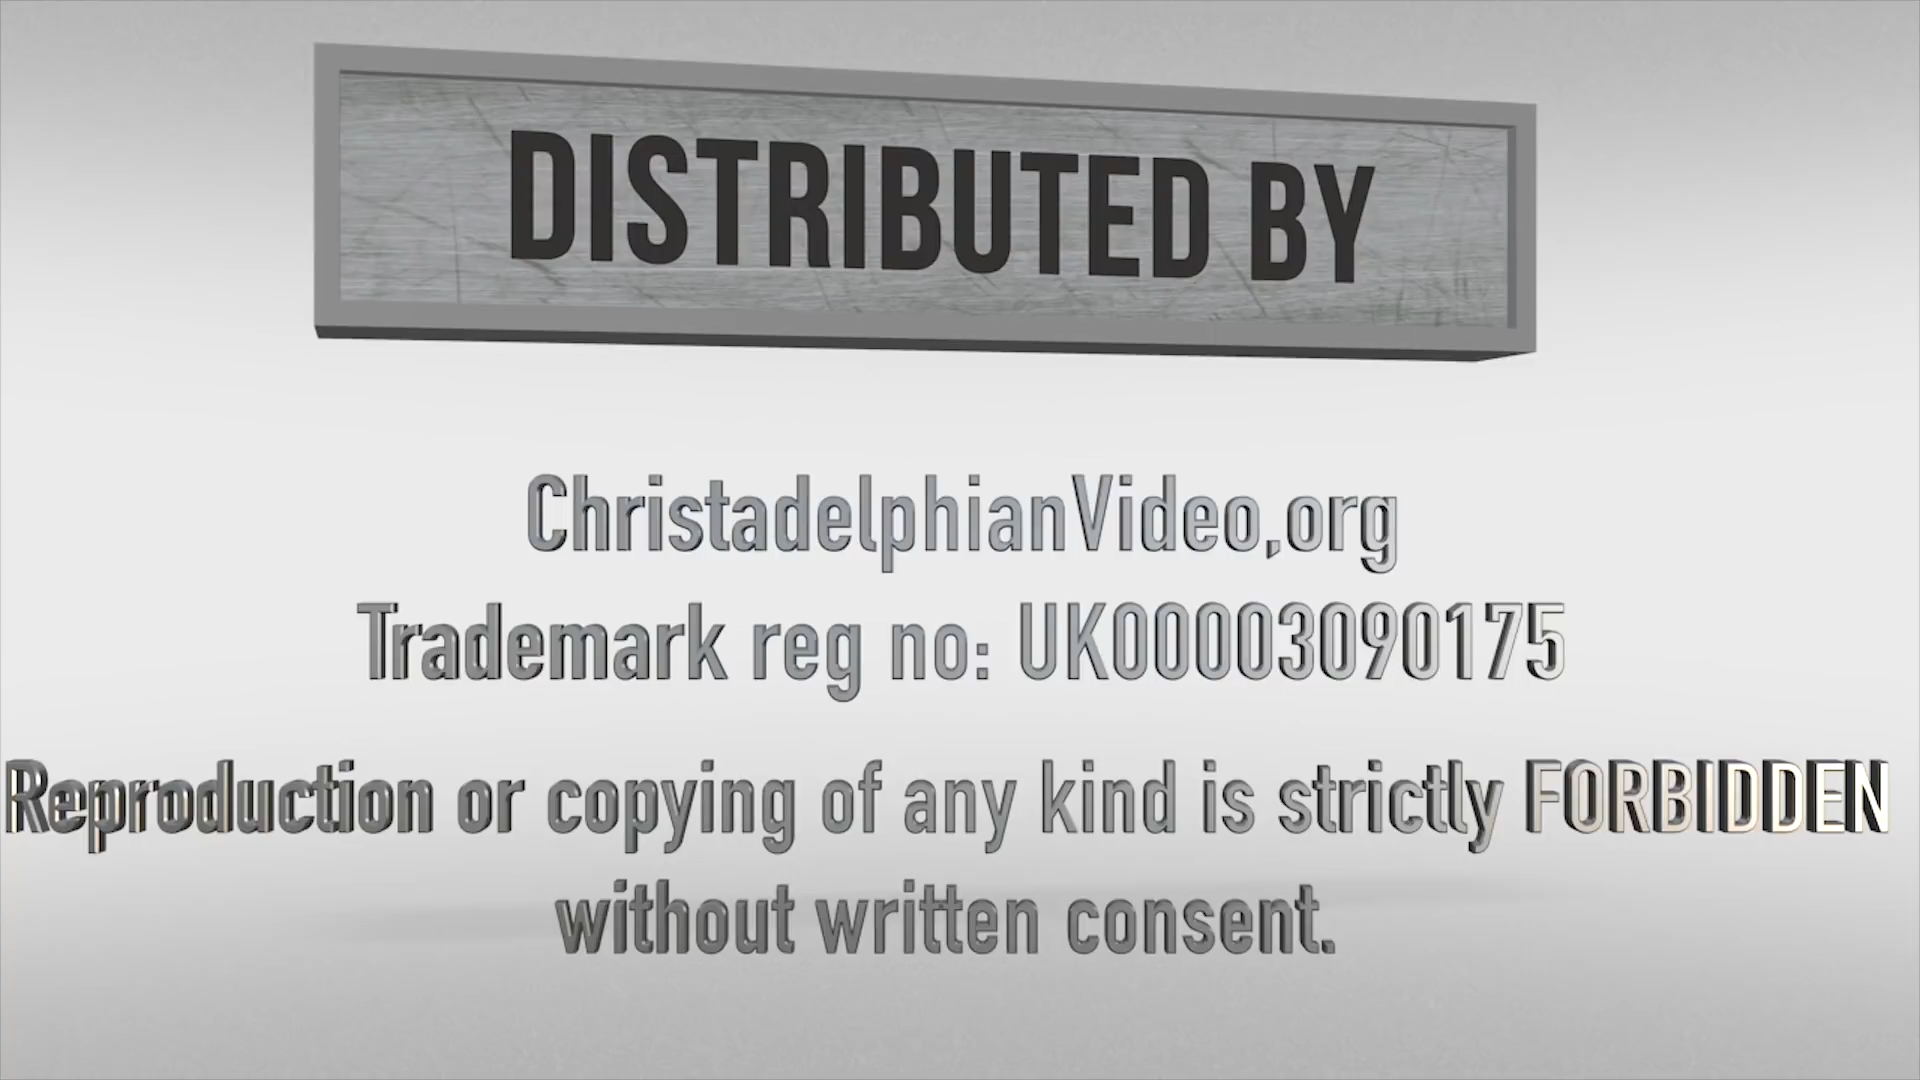 DISTRIBUTED BY
ChristadelphianVideo,org
Trademark reg no: UK00003090175
Reproduction or copying of any kind is strictly FORBIDDEN
without written consent.